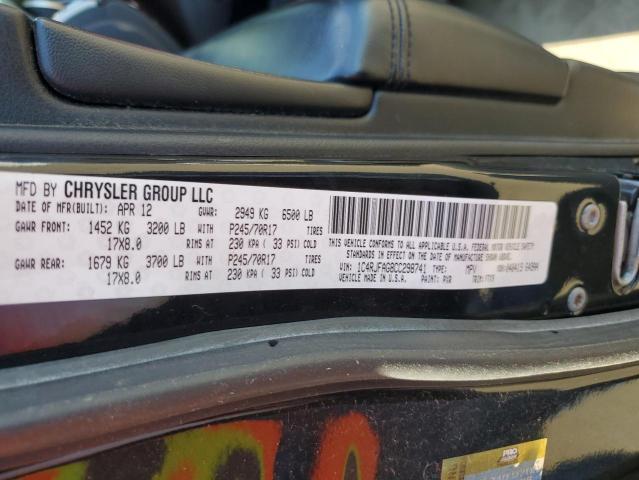 MFD BY CHRYSLER GROUP LLC
DATE OF MFR(BUILT): APR 12 GVWR: 2949 KG 6500 LB
GAWR FRONT: 1452 KG 3200 LB P245/70R17 TIRES
17X8.0 RIMS AT 230 KPA ( 33 PSI) COLD
GAWR REAR: 1679 KG 3700 LB P245/70R17 TIRES
17X8.0 RIMS AT 230 KPA ( 33 PSI) COLD
THIS VEHICLE CONFORMS TO ALL APPLICABLE U.S.A. FEDERAL MOTOR VEHICLE SAFETY
STANDARDS IN EFFECT ON THE DATE OF MANUFACTURE SHOWN ABOVE.
VIN: 1C4RJFAG8CC298741 TYPE: MPV
VEHICLE MADE IN U.S.A. PAINT: PXR TRIM:
PRO